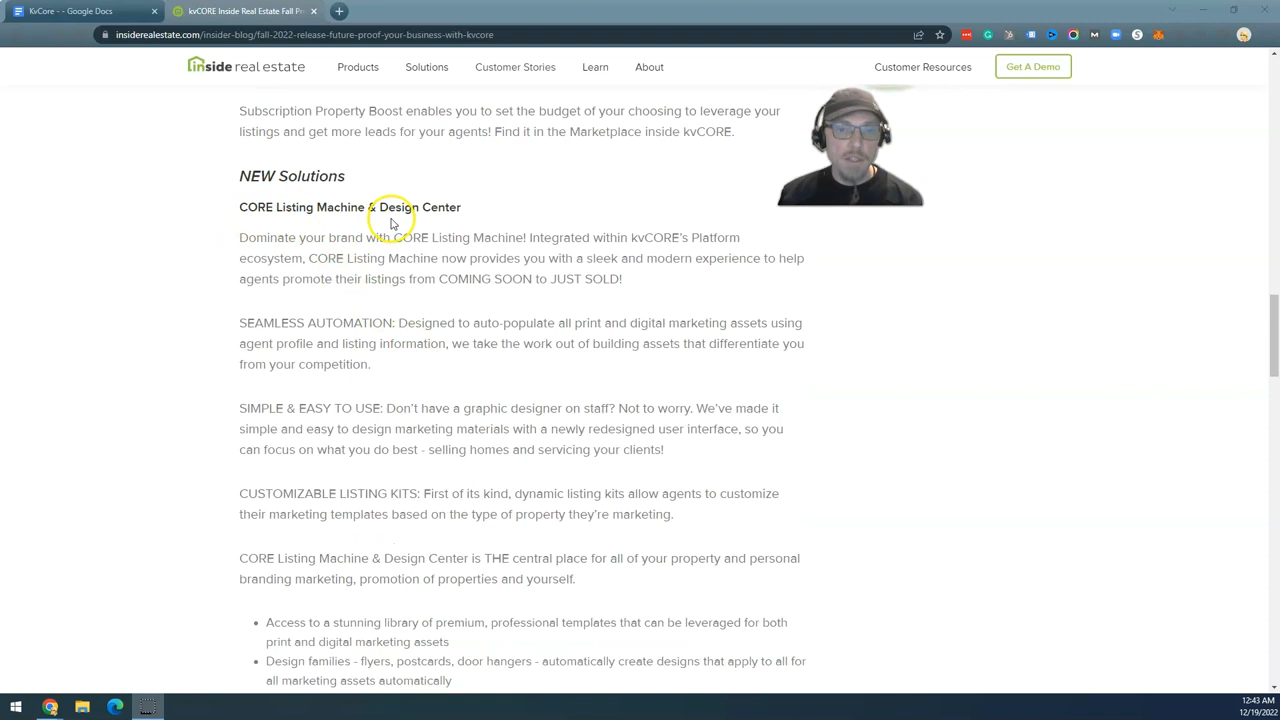 KvCore - - Google Docs
kvCORE Inside Real Estate Fall Pr
insiderealestate.com/insider-blog/fall-2022-release-future-proof-your-business-with-kvcore
inside real estate
Products
Solutions
Customer Stories
Learn
About
Customer Resources
Get A Demo
Subscription Property Boost enables you to set the budget of your choosing to leverage your
listings and get more leads for your agents! Find it in the Marketplace inside kvCORE.
NEW Solutions
CORE Listing Machine & Design Center
Dominate your brand with CORE Listing Machine! Integrated within kvCORE's Platform
ecosystem, CORE Listing Machine now provides you with a sleek and modern experience to help
agents promote their listings from COMING SOON to JUST SOLD!
SEAMLESS AUTOMATION: Designed to auto-populate all print and digital marketing assets using
agent profile and listing information, we take the work out of building assets that differentiate you
from your competition.
SIMPLE & EASY TO USE: Don't have a graphic designer on staff? Not to worry. We've made it
simple and easy to design marketing materials with a newly redesigned user interface, so you
can focus on what you do best - selling homes and servicing your clients!
CUSTOMIZABLE LISTING KITS: First of its kind, dynamic listing kits allow agents to customize
their marketing templates based on the type of property they're marketing.
CORE Listing Machine & Design Center is THE central place for all of your property and personal
branding marketing, promotion of properties and yourself.
• Access to a stunning library of premium, professional templates that can be leveraged for both
print and digital marketing assets
• Design families - flyers, postcards, door hangers - automatically create designs that apply to all for
all marketing assets automatically
12:43 AM
12/19/2022